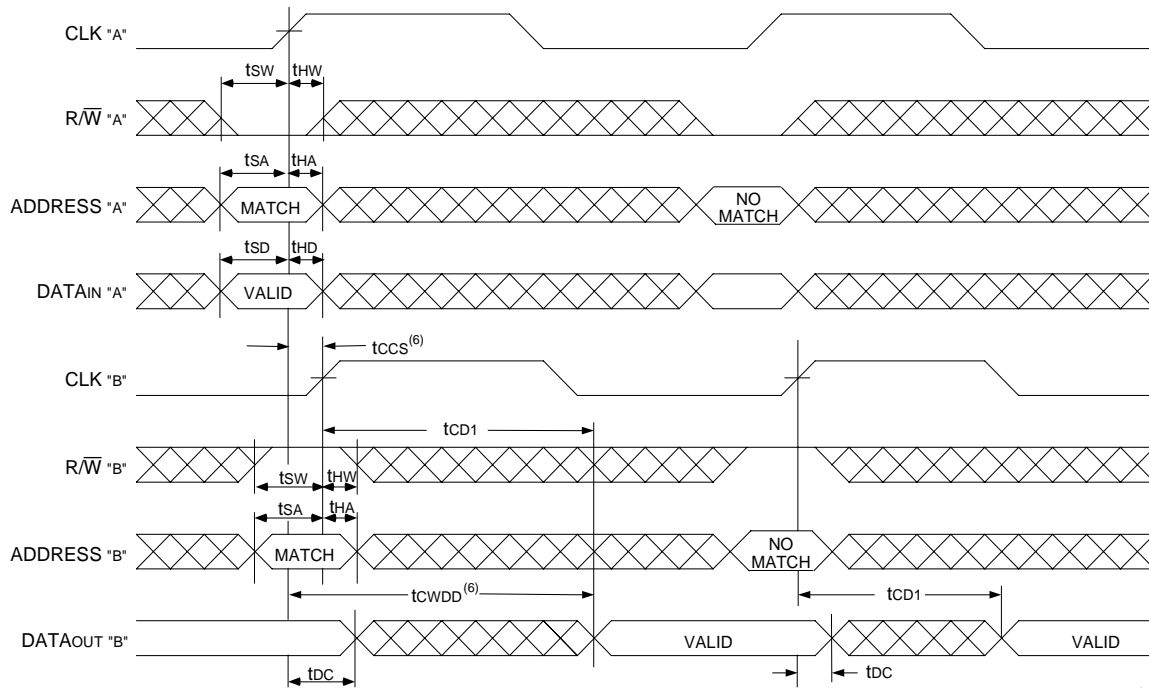 CLK "A"
tSW tHW
R/W̅ "A"
tSA tHA
ADDRESS "A" MATCH NO MATCH
tSD tHD
DATAIN "A" VALID
tCCS(6)
CLK "B"
tCD1
R/W̅ "B"
tSW tHW
tSA tHA
ADDRESS "B" MATCH NO MATCH
tCWDD(6) tCD1
DATAOUT "B" VALID VALID
tDC tDC